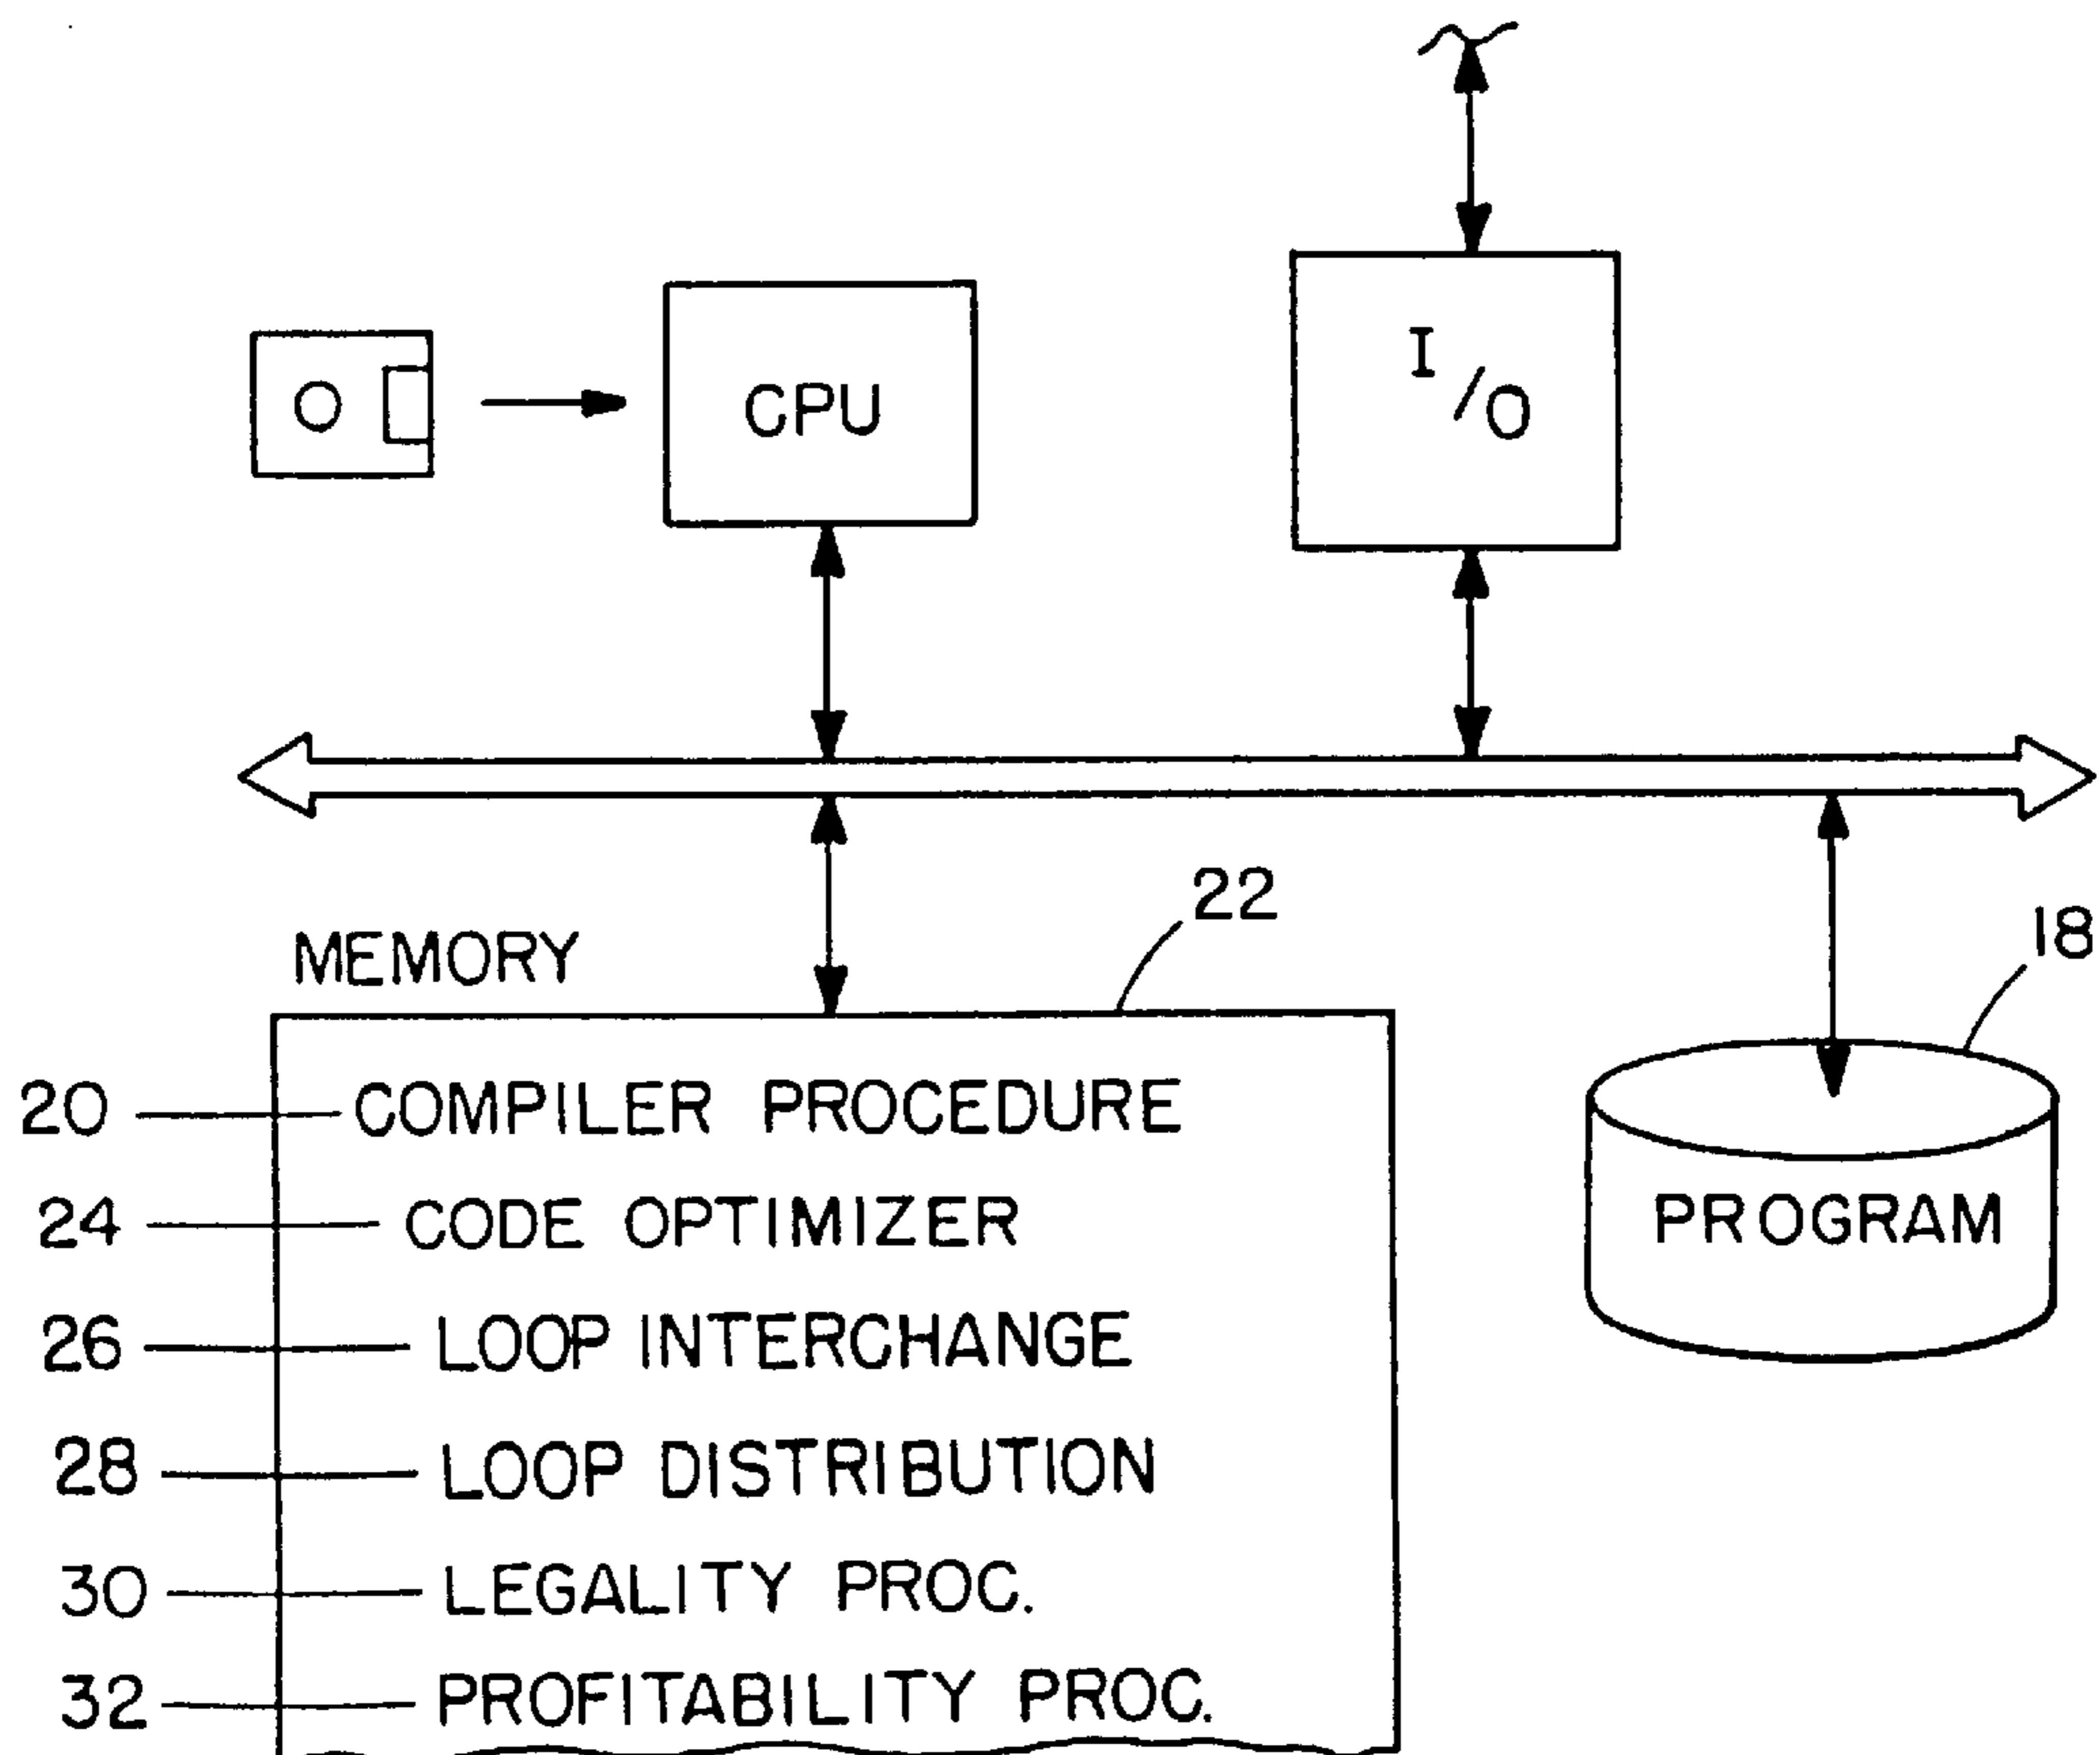 CPU
I/O
22
18
MEMORY
20 COMPILER PROCEDURE
24 CODE OPTIMIZER
26 LOOP INTERCHANGE
28 LOOP DISTRIBUTION
30 LEGALITY PROC.
32 PROFITABILITY PROC.
PROGRAM